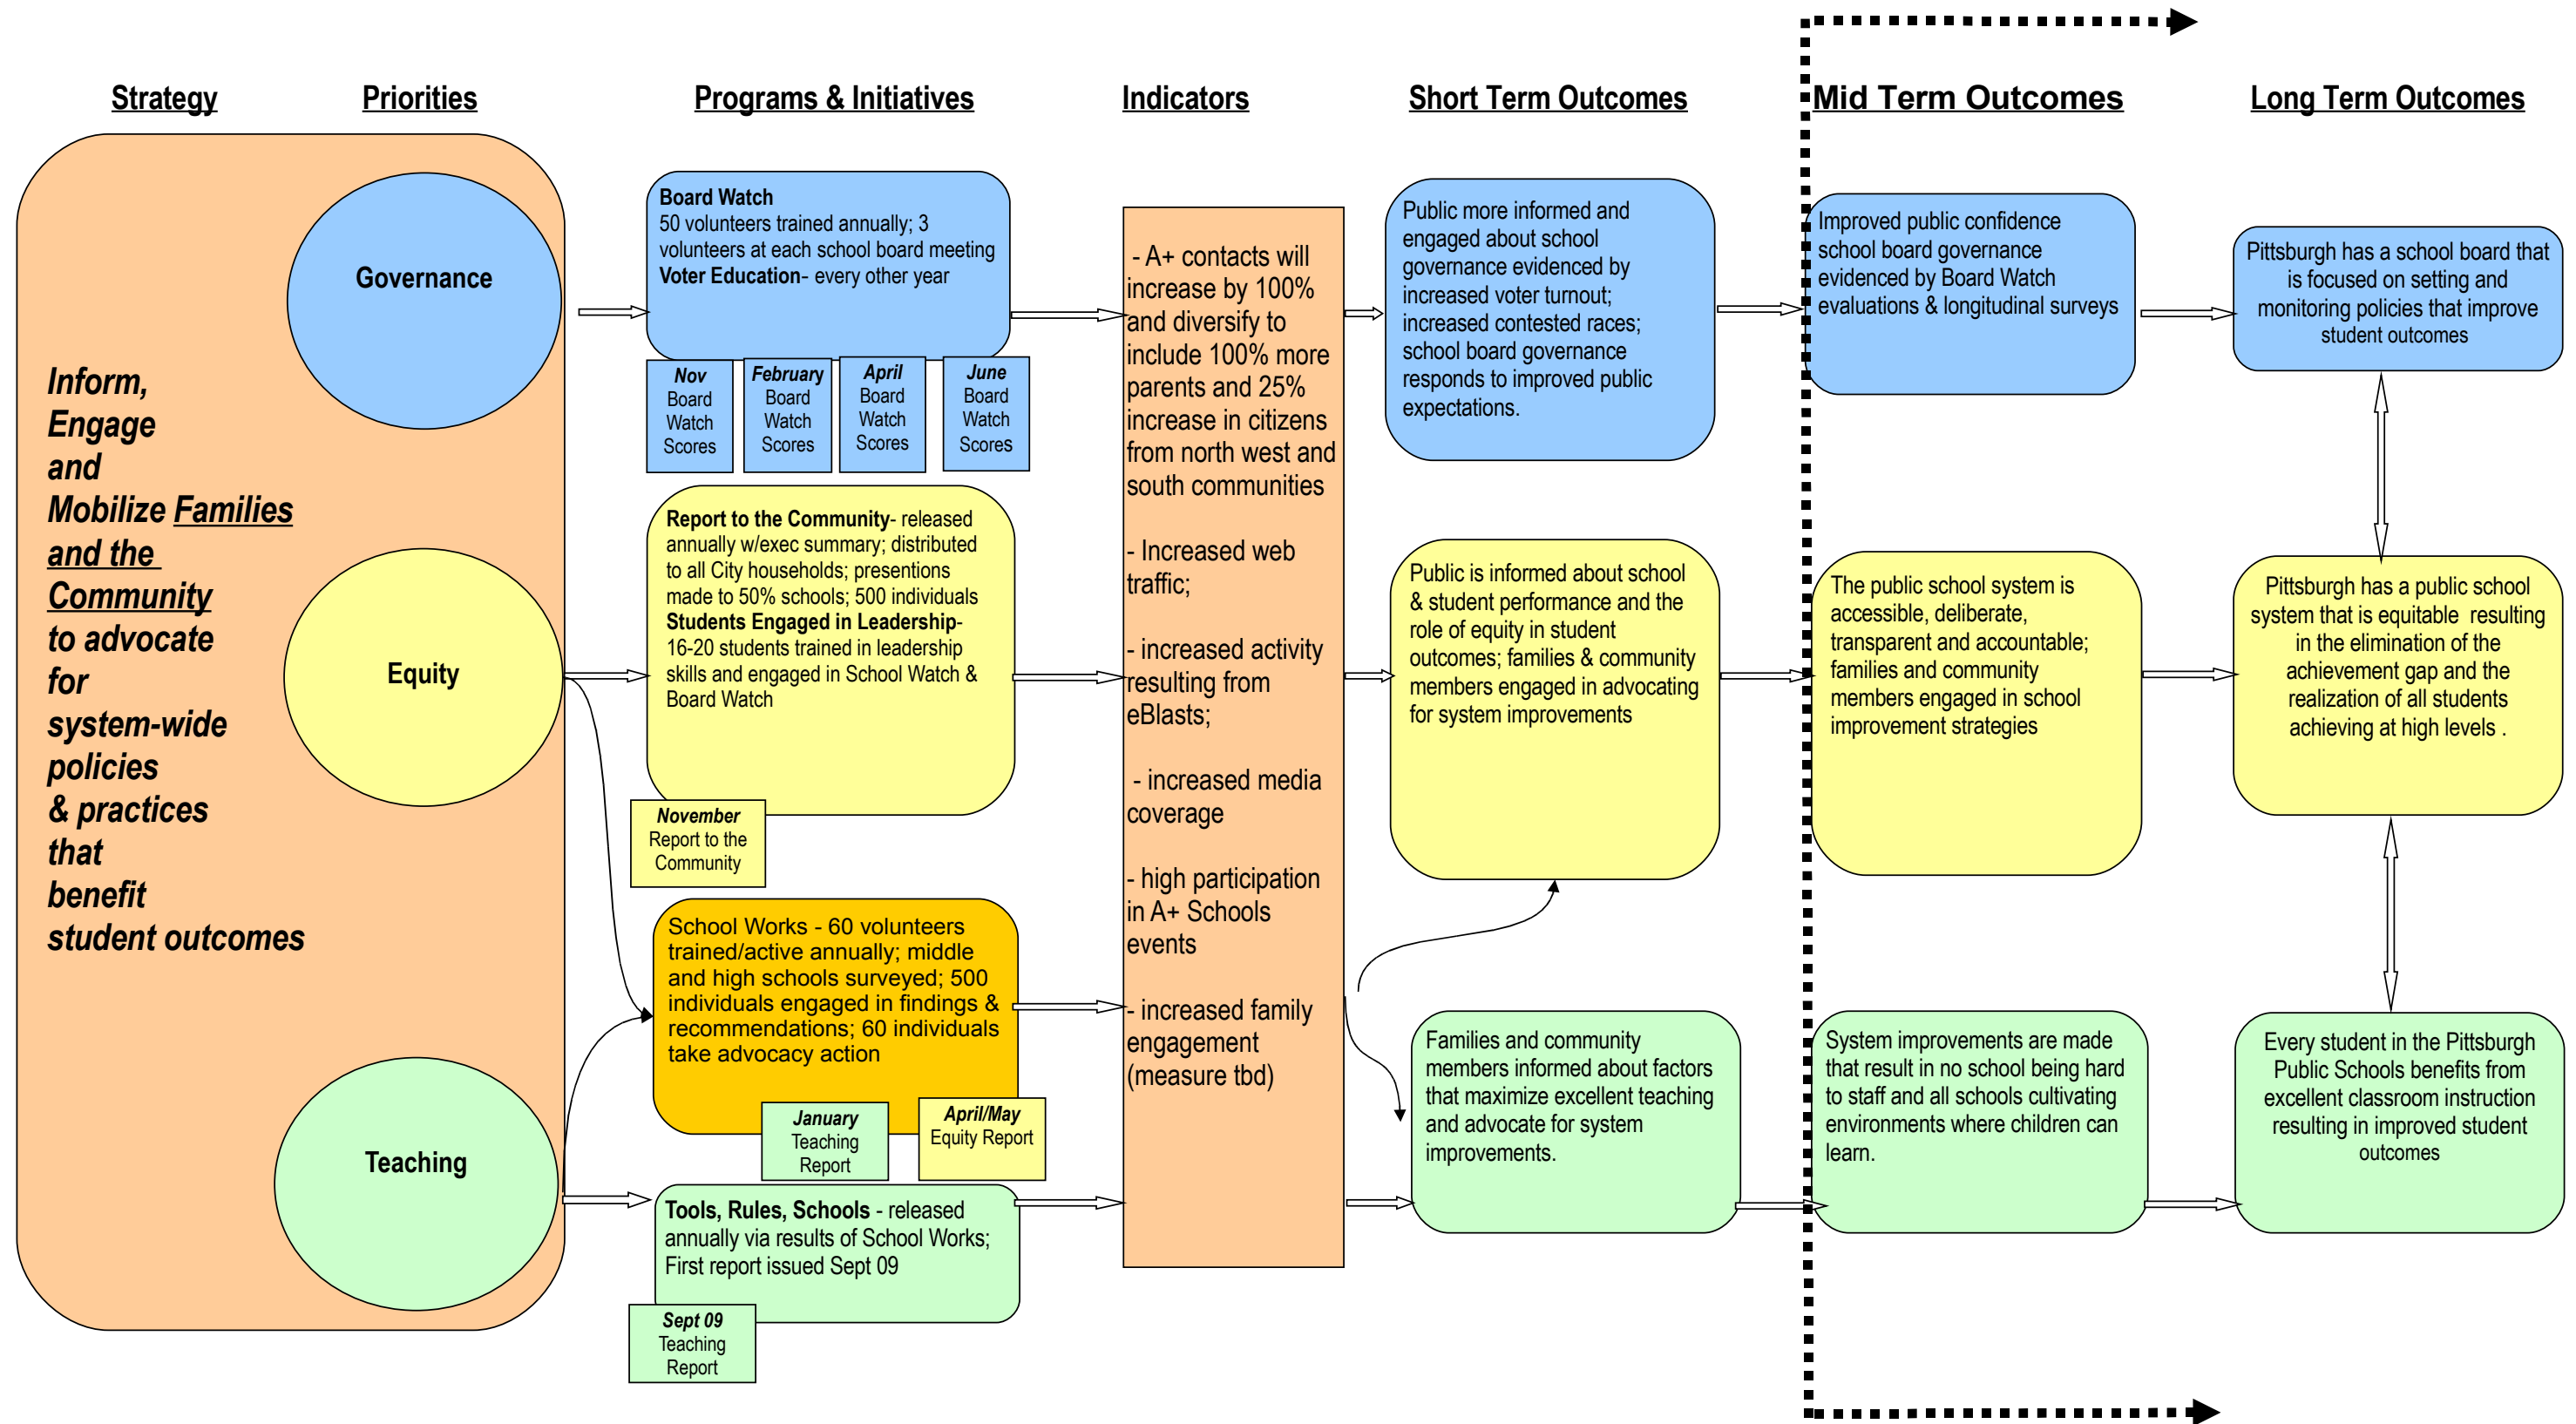 Strategy
Priorities
Programs & Initiatives
Indicators
Short Term Outcomes
Mid Term Outcomes
Long Term Outcomes
Inform,
Engage
and
Mobilize Families
and the
Community
to advocate
for
system-wide
policies
& practices
that
benefit
student outcomes
Governance
Equity
Teaching
Board Watch
50 volunteers trained annually; 3
volunteers at each school board meeting
Voter Education- every other year
Nov
Board
Watch
Scores
February
Board
Watch
Scores
April
Board
Watch
Scores
June
Board
Watch
Scores
Report to the Community- released
annually w/exec summary; distributed
to all City households; presentions
made to 50% schools; 500 individuals
Students Engaged in Leadership-
16-20 students trained in leadership
skills and engaged in School Watch &
Board Watch
November
Report to the
Community
School Works - 60 volunteers
trained/active annually; middle
and high schools surveyed; 500
individuals engaged in findings &
recommendations; 60 individuals
take advocacy action
January
Teaching
Report
April/May
Equity Report
Tools, Rules, Schools - released
annually via results of School Works;
First report issued Sept 09
Sept 09
Teaching
Report
- A+ contacts will
increase by 100%
and diversify to
include 100% more
parents and 25%
increase in citizens
from north west and
south communities
- Increased web
traffic;
- increased activity
resulting from
eBlasts;
- increased media
coverage
- high participation
in A+ Schools
events
- increased family
engagement
(measure tbd)
Public more informed and
engaged about school
governance evidenced by
increased voter turnout;
increased contested races;
school board governance
responds to improved public
expectations.
Public is informed about school
& student performance and the
role of equity in student
outcomes; families & community
members engaged in advocating
for system improvements
Families and community
members informed about factors
that maximize excellent teaching
and advocate for system
improvements.
Improved public confidence
school board governance
evidenced by Board Watch
evaluations & longitudinal surveys
The public school system is
accessible, deliberate,
transparent and accountable;
families and community
members engaged in school
improvement strategies
System improvements are made
that result in no school being hard
to staff and all schools cultivating
environments where children can
learn.
Pittsburgh has a school board that
is focused on setting and
monitoring policies that improve
student outcomes
Pittsburgh has a public school
system that is equitable resulting
in the elimination of the
achievement gap and the
realization of all students
achieving at high levels .
Every student in the Pittsburgh
Public Schools benefits from
excellent classroom instruction
resulting in improved student
outcomes